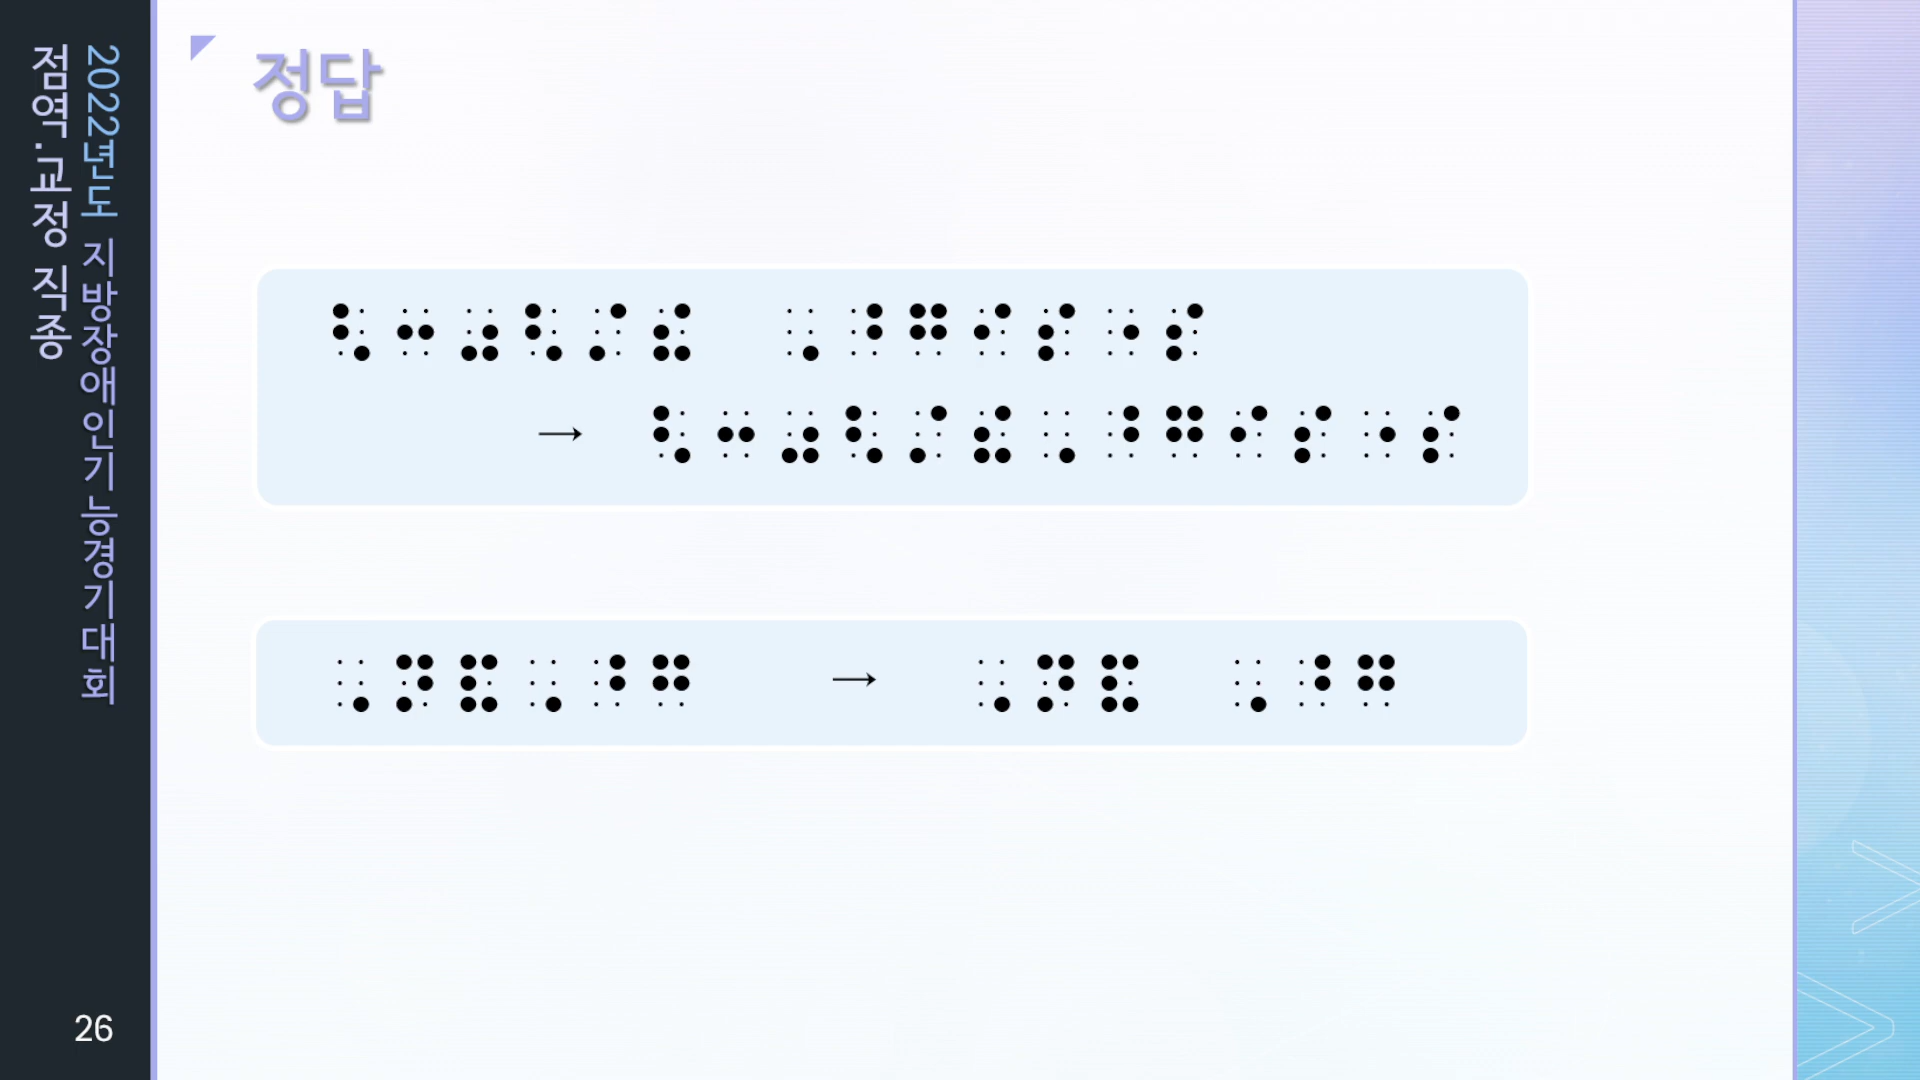 2022년도 지방장애인기능경기대회
점역.교정 직종
정답
⠣⠒⠴⠣⠌⠮ ⠠⠘⠛⠊⠎⠐⠎
→ ⠣⠒⠴⠣⠌⠮⠠⠘⠛⠊⠎⠐⠎
⠠⠝⠯⠠⠘⠛ → ⠠⠝⠯ ⠠⠘⠛
26